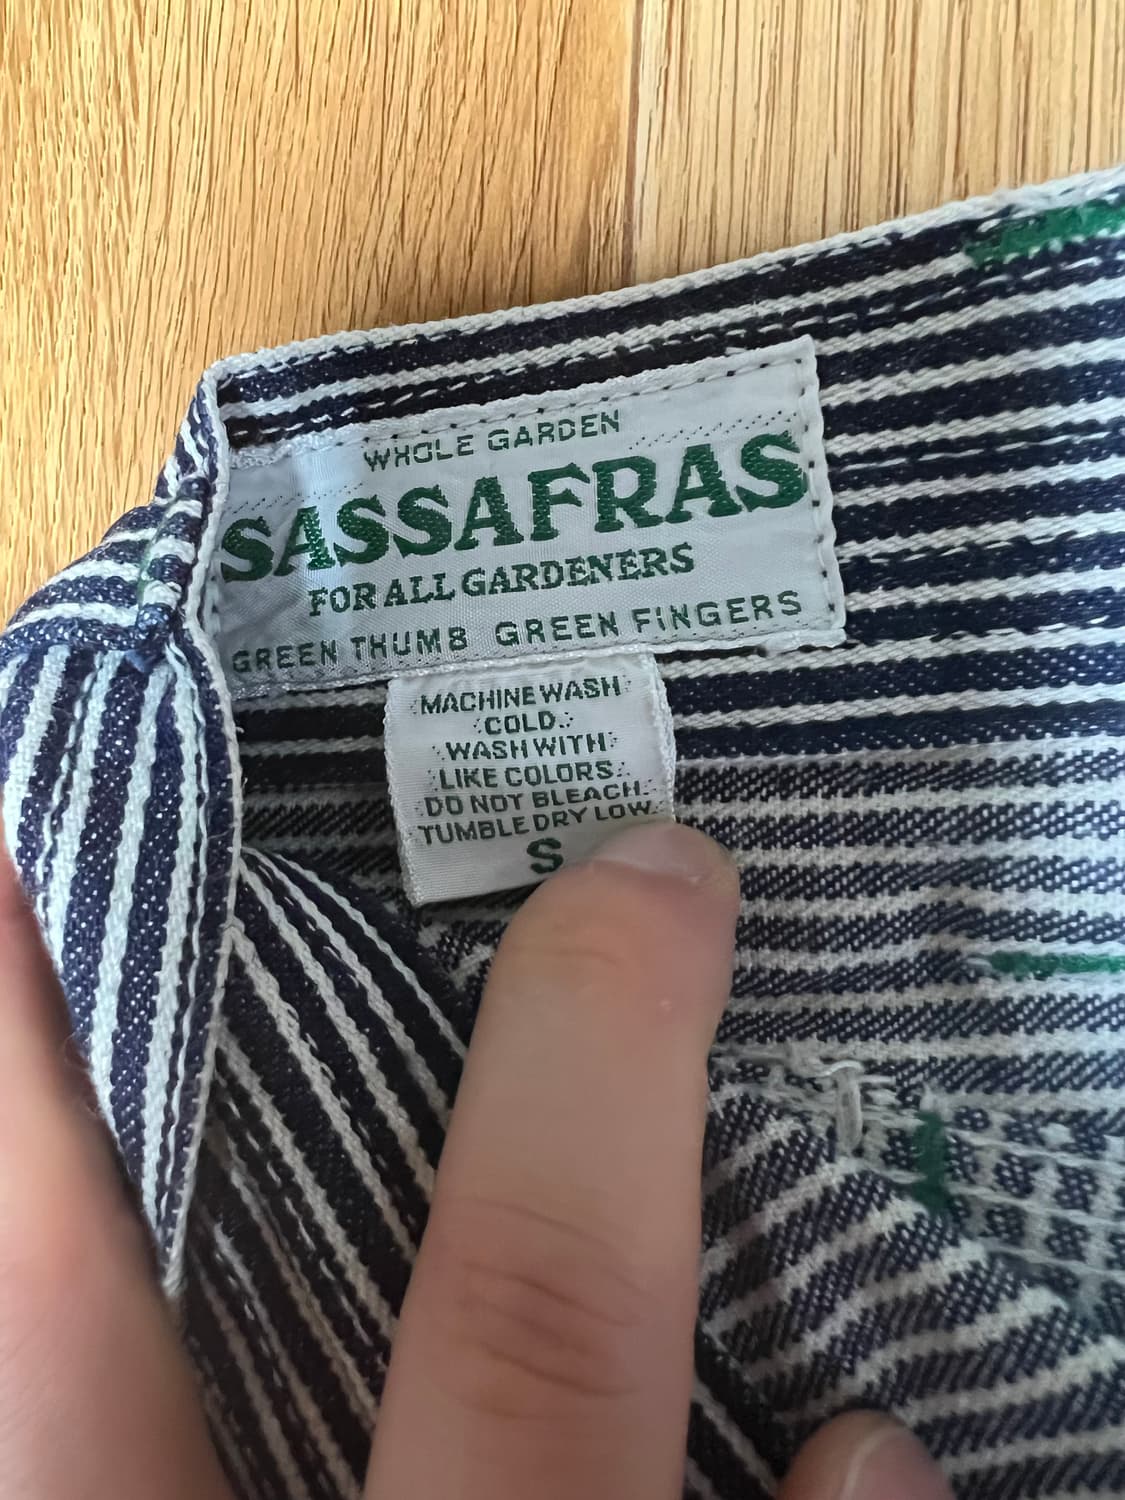 WHOLE GARDEN
SASSAFRAS
FOR ALL GARDENERS
GREEN THUMB GREEN FiNGERS
MACHINE WASH
COLD.
WASH WITH
LIKE COLORS.
DO NOT BLEACH.
TUMBLE DRY LOW.
S